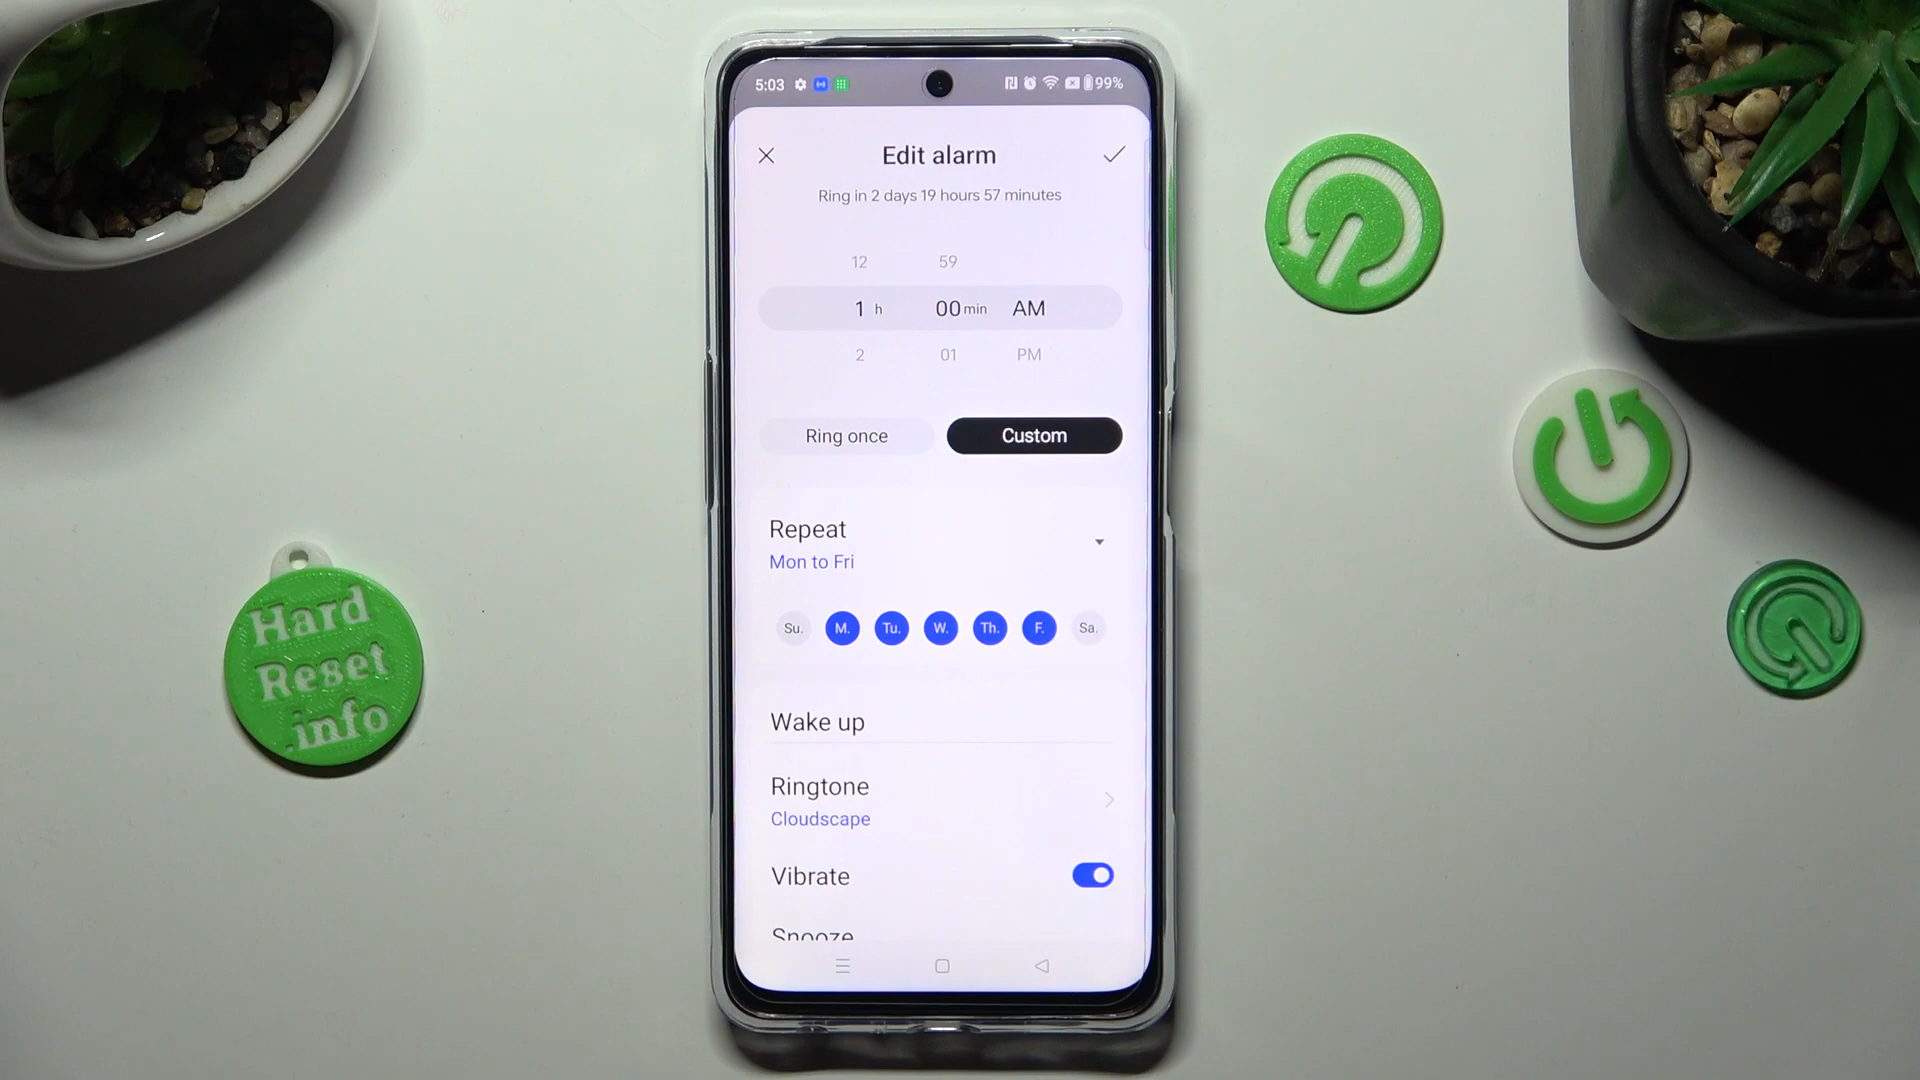 5:03
99%
Edit alarm
Ring in 2 days 19 hours 57 minutes
12 59
1 h 00 min AM
2 01 PM
Ring once Custom
Repeat
Mon to Fri
Su. M. Tu. W. Th. F. Sa.
Wake up
Ringtone
Cloudscape
Vibrate
Snooze
Hard
Reset
.info